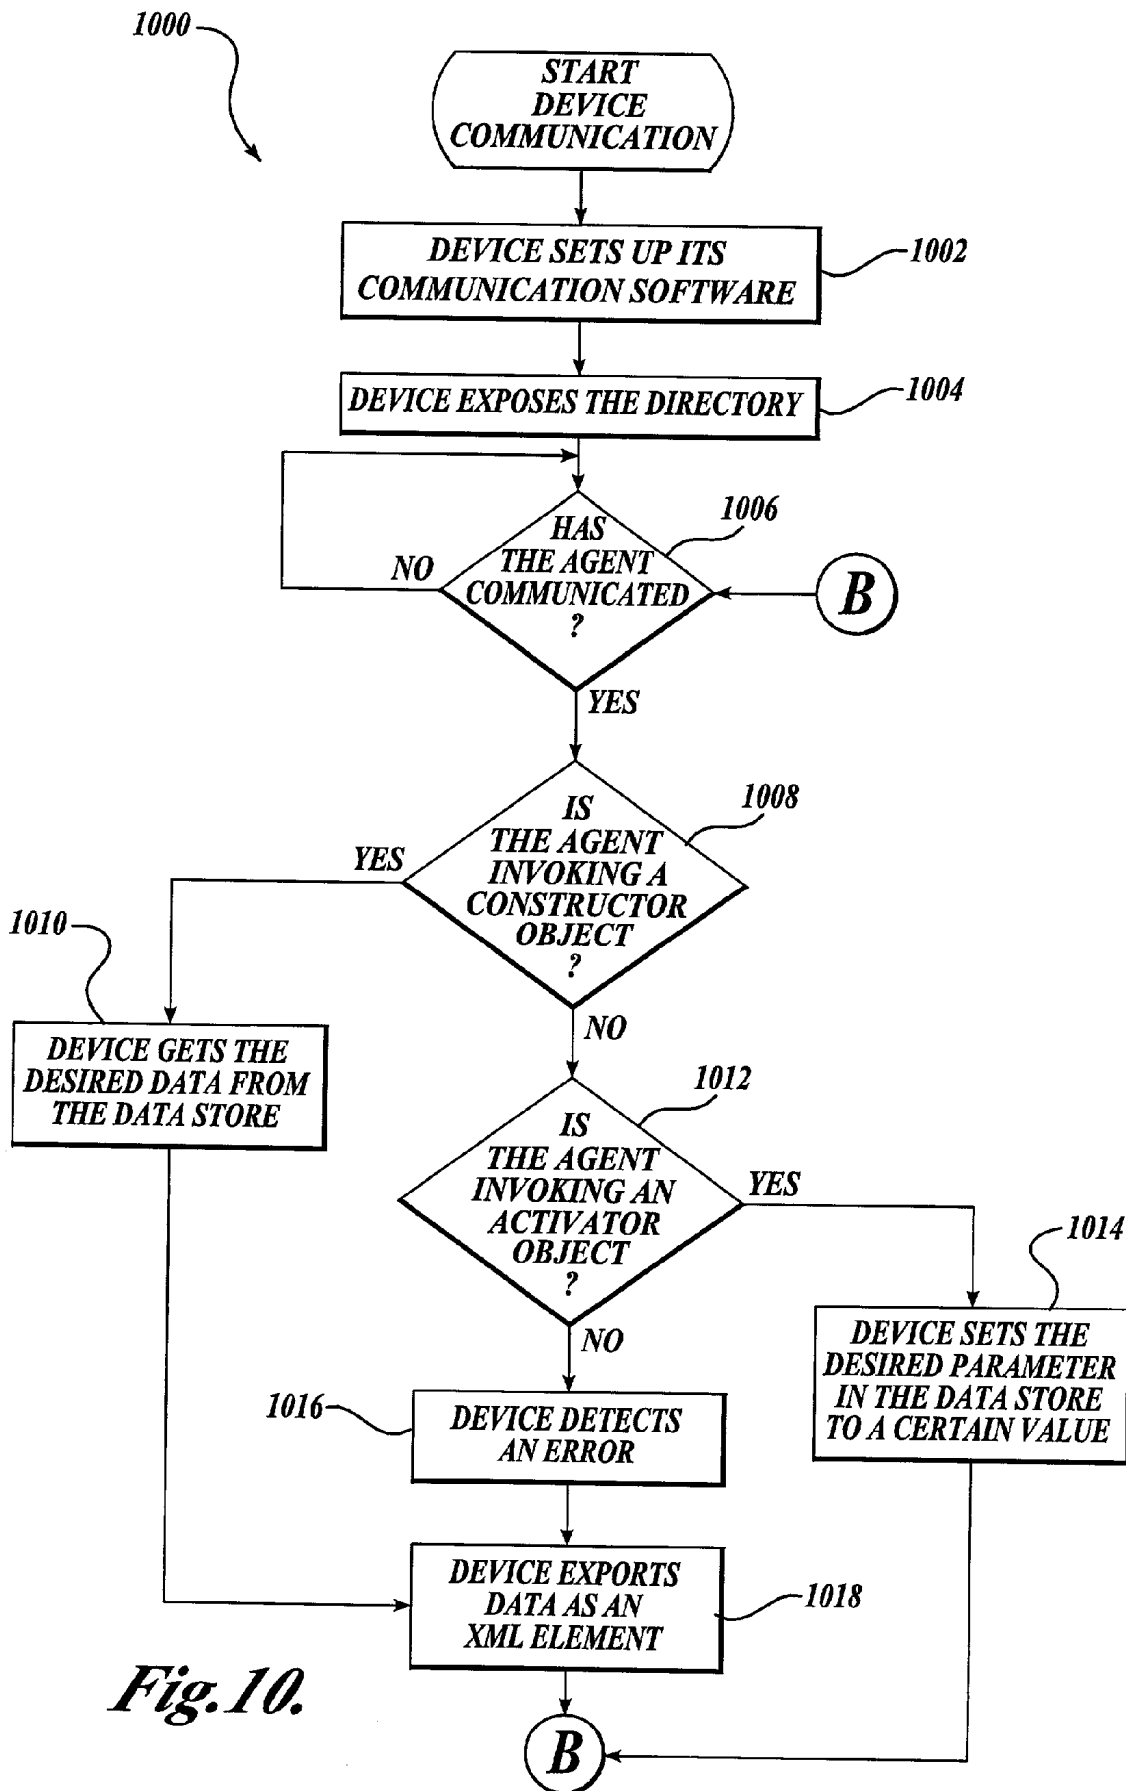 1000
START
DEVICE
COMMUNICATION
DEVICE SETS UP ITS
COMMUNICATION SOFTWARE
1002
DEVICE EXPOSES THE DIRECTORY
1004
HAS
THE AGENT
COMMUNICATED
?
1006
NO
B
YES
IS
THE AGENT
INVOKING A
CONSTRUCTOR
OBJECT
?
1008
YES
1010
DEVICE GETS THE
DESIRED DATA FROM
THE DATA STORE
NO
IS
THE AGENT
INVOKING AN
ACTIVATOR
OBJECT
?
1012
YES
1014
DEVICE SETS THE
DESIRED PARAMETER
IN THE DATA STORE
TO A CERTAIN VALUE
NO
1016
DEVICE DETECTS
AN ERROR
DEVICE EXPORTS
DATA AS AN
XML ELEMENT
1018
Fig.10.
B